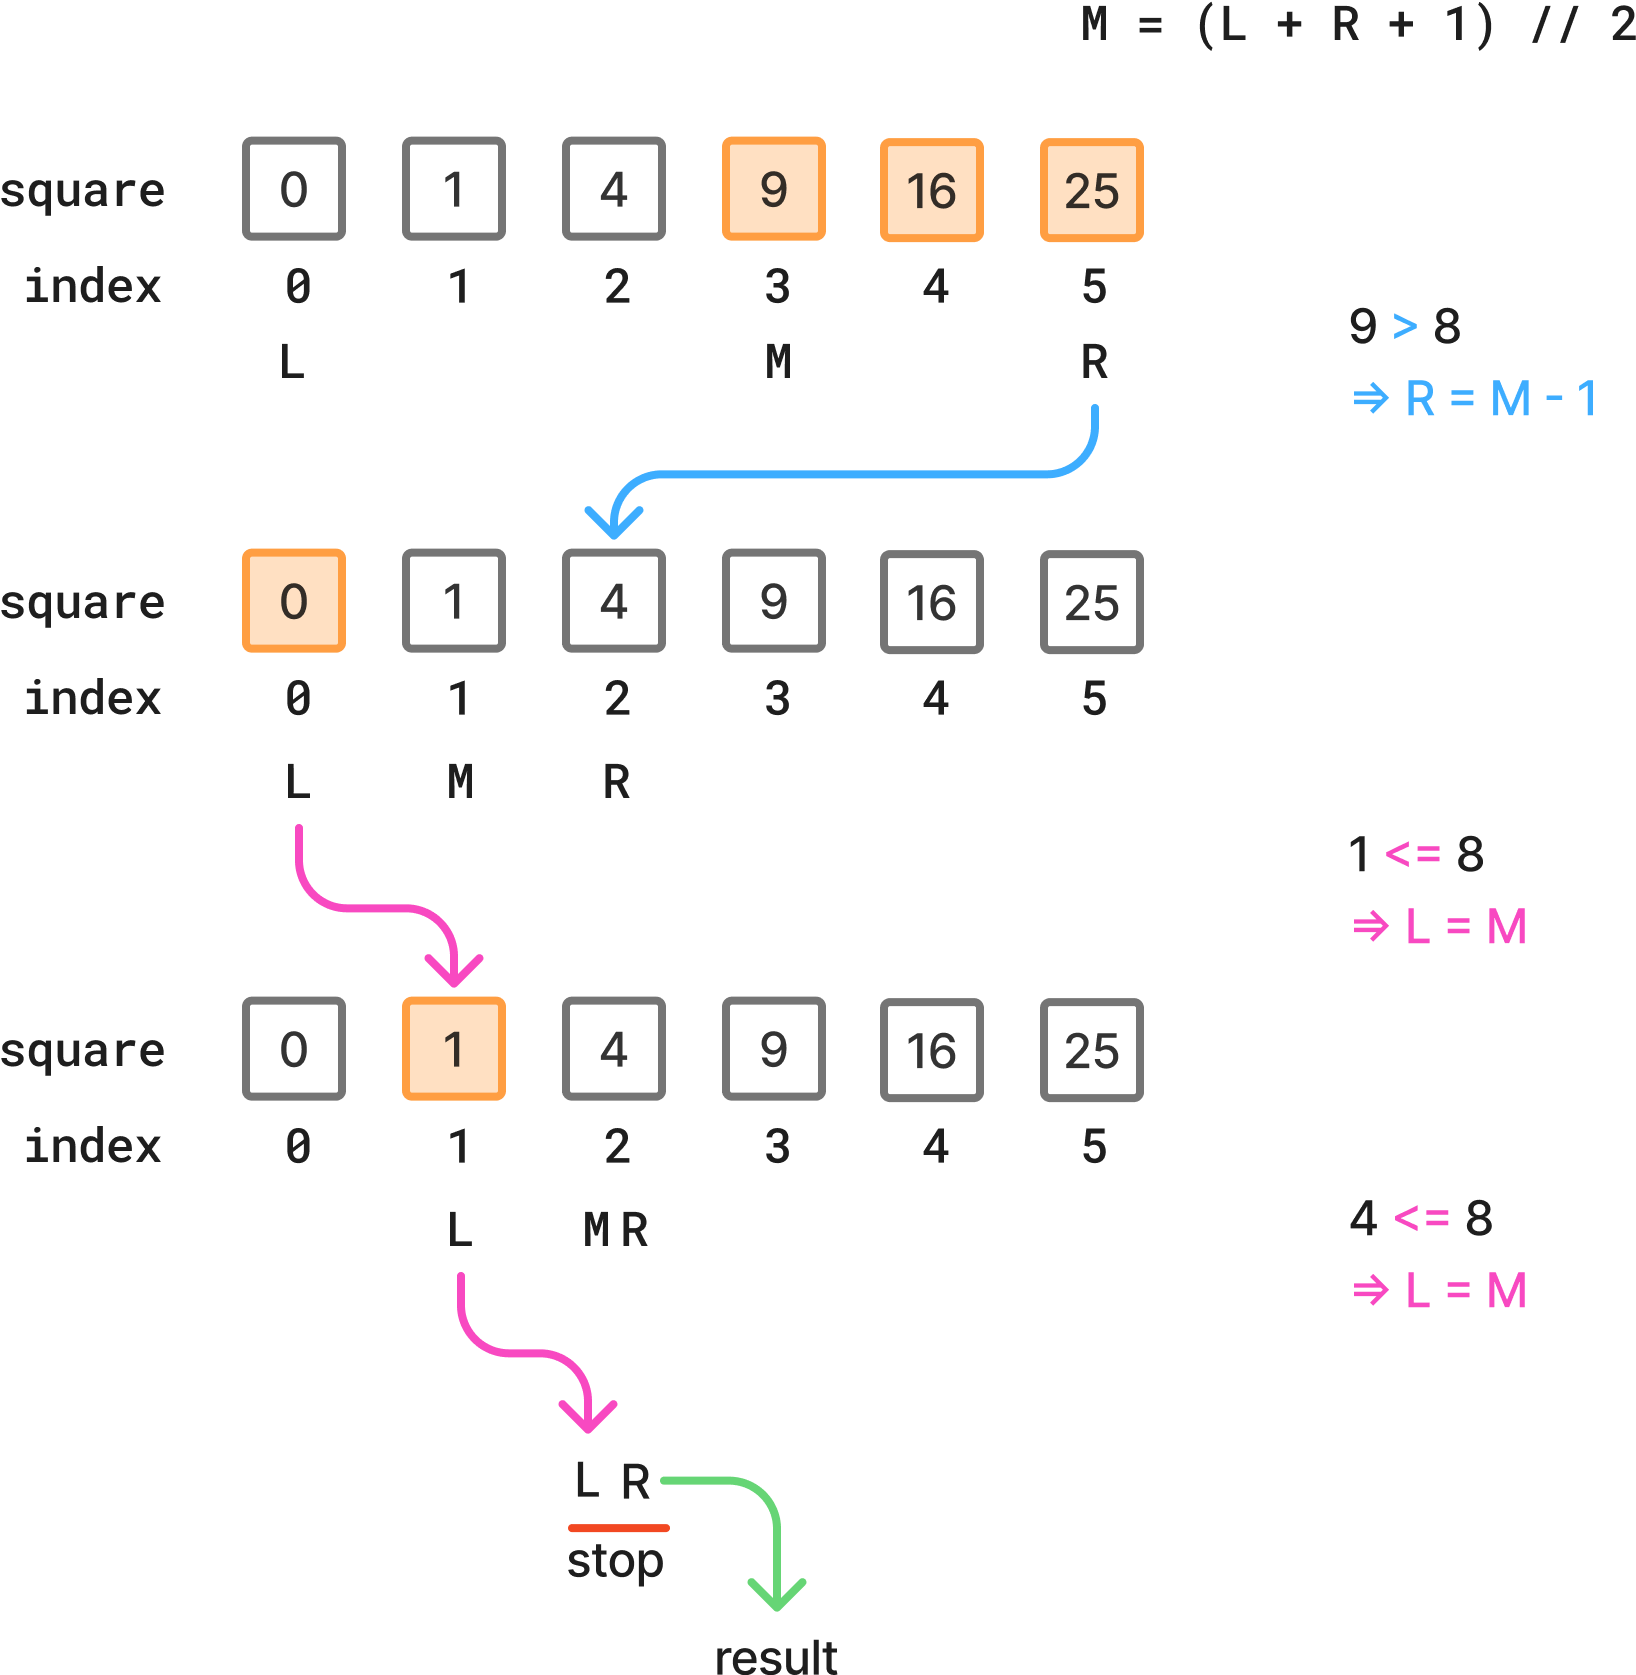 M = (L + R + 1) // 2
square 0 1 4 9 16 25
index 0 1 2 3 4 5
L M R
9 > 8
⇒ R = M - 1
square 0 1 4 9 16 25
index 0 1 2 3 4 5
L M R
1 <= 8
⇒ L = M
square 0 1 4 9 16 25
index 0 1 2 3 4 5
L M R
4 <= 8
⇒ L = M
L R
stop
result